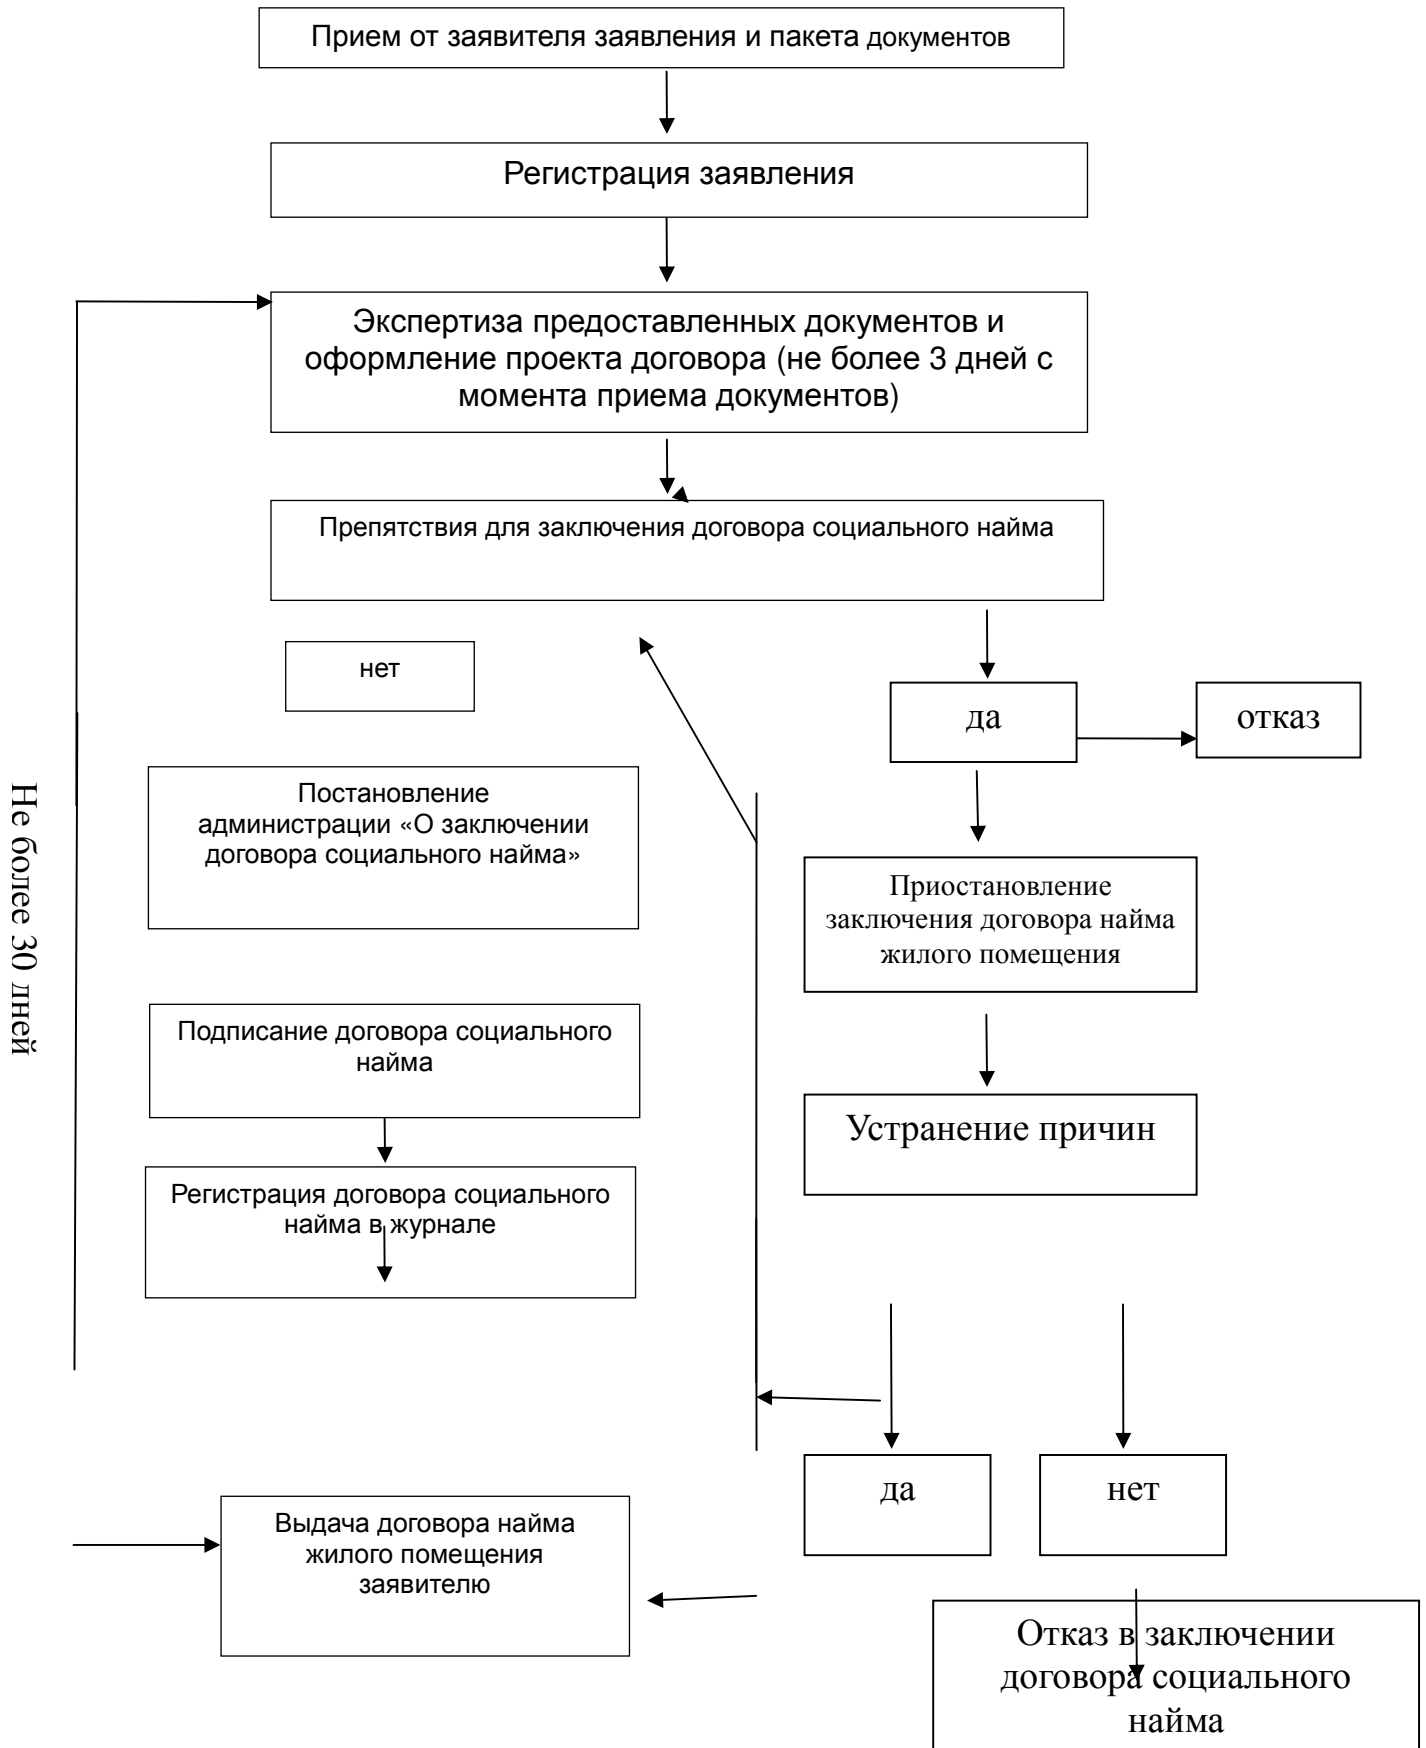 Прием от заявителя заявления и пакета документов
Регистрация заявления
Экспертиза предоставленных документов и
оформление проекта договора (не более 3 дней с
момента приема документов)
Препятствия для заключения договора социального найма
нет
да
отказ
Постановление
администрации «О заключении
договора социального найма»
Приостановление
заключения договора найма
жилого помещения
Не более 30 дней
Подписание договора социального
найма
Устранение причин
Регистрация договора социального
найма в журнале
да
нет
Выдача договора найма
жилого помещения
заявителю
Отказ в заключении
договора социального
найма